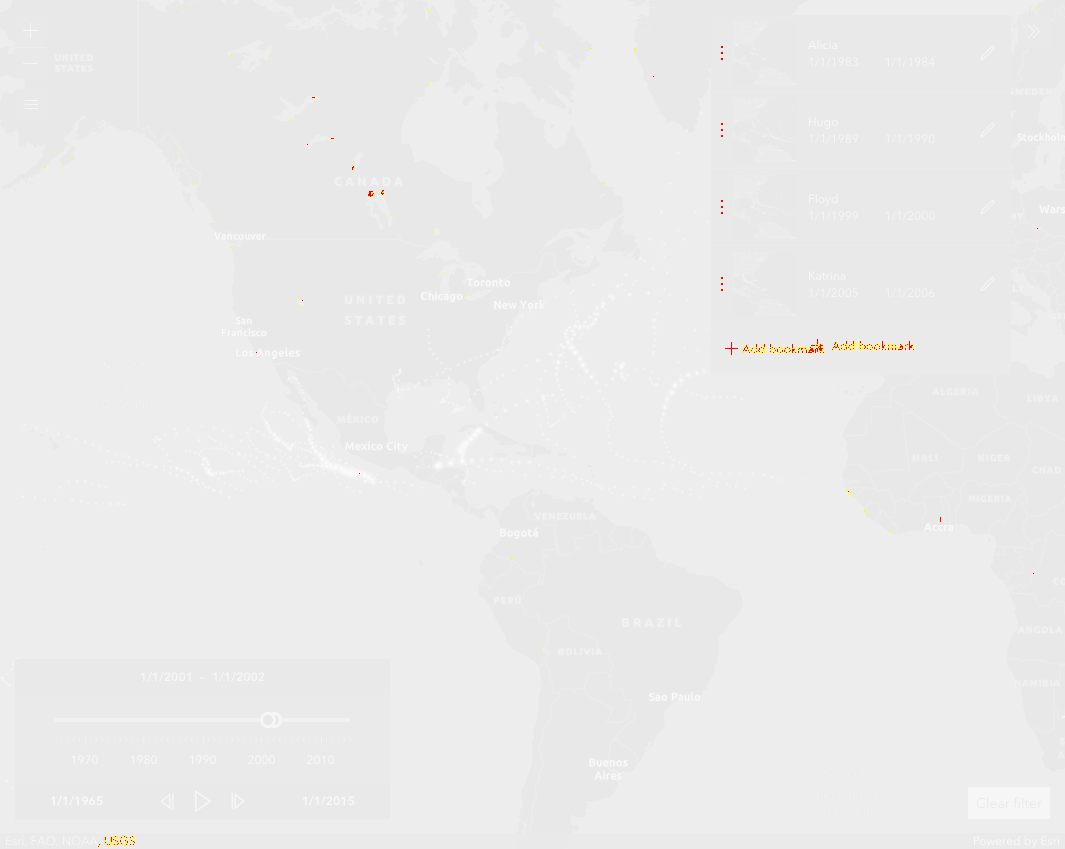 UNITED
STATES
Alicia
1/1/1983 1/1/1984
Hugo
1/1/1989 1/1/1990
Floyd
1/1/1999 1/1/2000
Katrina
1/1/2005 1/1/2006
Add bookmark Add bookmark
Stockholm
Wars
CANADA
Vancouver
Toronto
Chicago
New York
UNITED
STATES
San
Francisco
Los Angeles
MÉXICO
Mexico City
ALGERIA
LIBYA
MALI
NIGER
CHAD
NIGERIA
Accra
VENEZUELA
Bogotá
PERU
BRAZIL
BOLIVIA
ANGOLA
NAMIBIA
Sao Paulo
Buenos
Aires
1/1/2001 - 1/1/2002
1970 1980 1990 2000 2010
1/1/1965 1/1/2015
Clear filter
Esri, FAO, NOAA, USGS
Powered by Esri